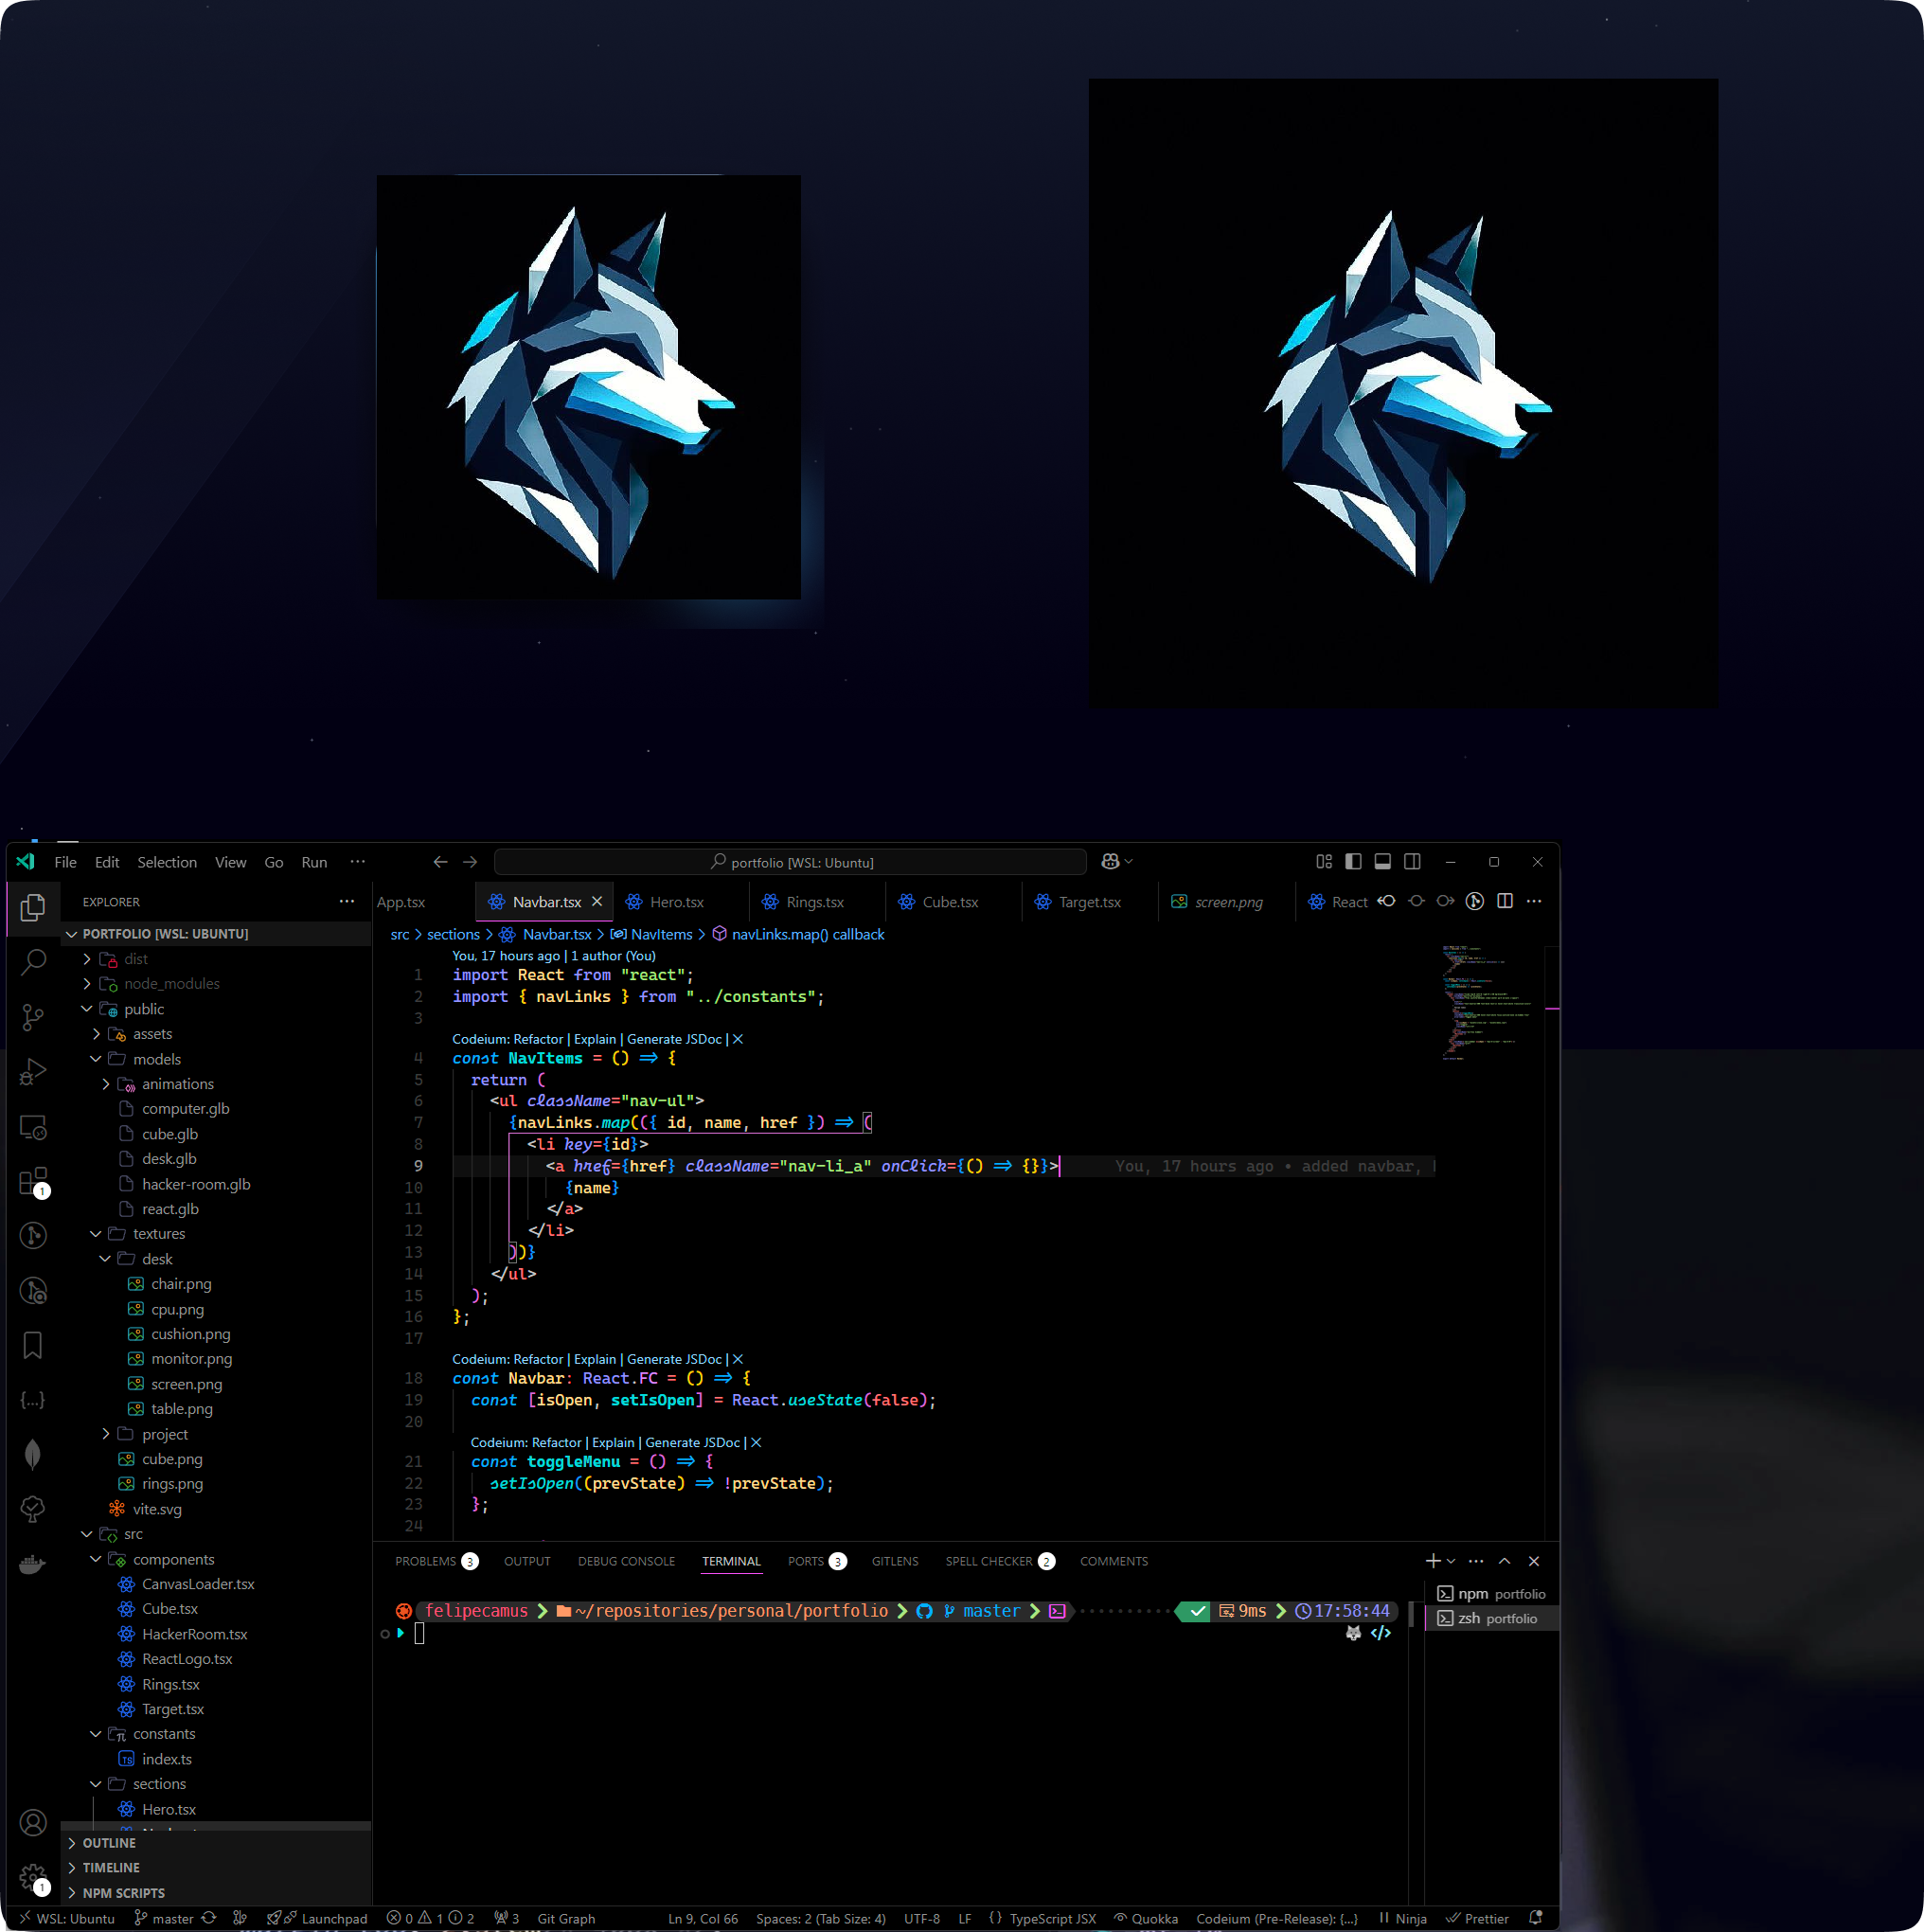 File Edit Selection View Go Run ··· portfolio [WSL: Ubuntu]
EXPLORER
PORTFOLIO [WSL: UBUNTU]
dist
node_modules
public
assets
models
animations
computer.glb
cube.glb
desk.glb
hacker-room.glb
react.glb
textures
desk
chair.png
cpu.png
cushion.png
monitor.png
screen.png
table.png
project
cube.png
rings.png
vite.svg
src
components
CanvasLoader.tsx
Cube.tsx
HackerRoom.tsx
ReactLogo.tsx
Rings.tsx
Target.tsx
constants
index.ts
sections
Hero.tsx
OUTLINE
TIMELINE
NPM SCRIPTS
App.tsx Navbar.tsx Hero.tsx Rings.tsx Cube.tsx Target.tsx screen.png React
src > sections > Navbar.tsx > NavItems > navLinks.map() callback
You, 17 hours ago | 1 author (You)
1 import React from "react";
2 import { navLinks } from "../constants";
3
Codeium: Refactor | Explain | Generate JSDoc | X
4 const NavItems = () => {
5 return (
6 <ul className="nav-ul">
7 {navLinks.map(({ id, name, href }) => (
8 <li key={id}>
9 <a href={href} className="nav-li_a" onClick={() => {}}> You, 17 hours ago • added navbar,
10 {name}
11 </a>
12 </li>
13 ))}
14 </ul>
15 );
16 };
17
Codeium: Refactor | Explain | Generate JSDoc | X
18 const Navbar: React.FC = () => {
19 const [isOpen, setIsOpen] = React.useState(false);
20
Codeium: Refactor | Explain | Generate JSDoc | X
21 const toggleMenu = () => {
22 setIsOpen((prevState) => !prevState);
23 };
24
PROBLEMS 3 OUTPUT DEBUG CONSOLE TERMINAL PORTS 3 GITLENS SPELL CHECKER 2 COMMENTS
felipecamus > ~/repositories/personal/portfolio > master > 9ms > 17:58:44
</>
npm portfolio
zsh portfolio
1
1
WSL: Ubuntu master Launchpad 0 1 2 3 Git Graph Ln 9, Col 66 Spaces: 2 (Tab Size: 4) UTF-8 LF {} TypeScript JSX Quokka Codeium (Pre-Release): {...} Ninja Prettier